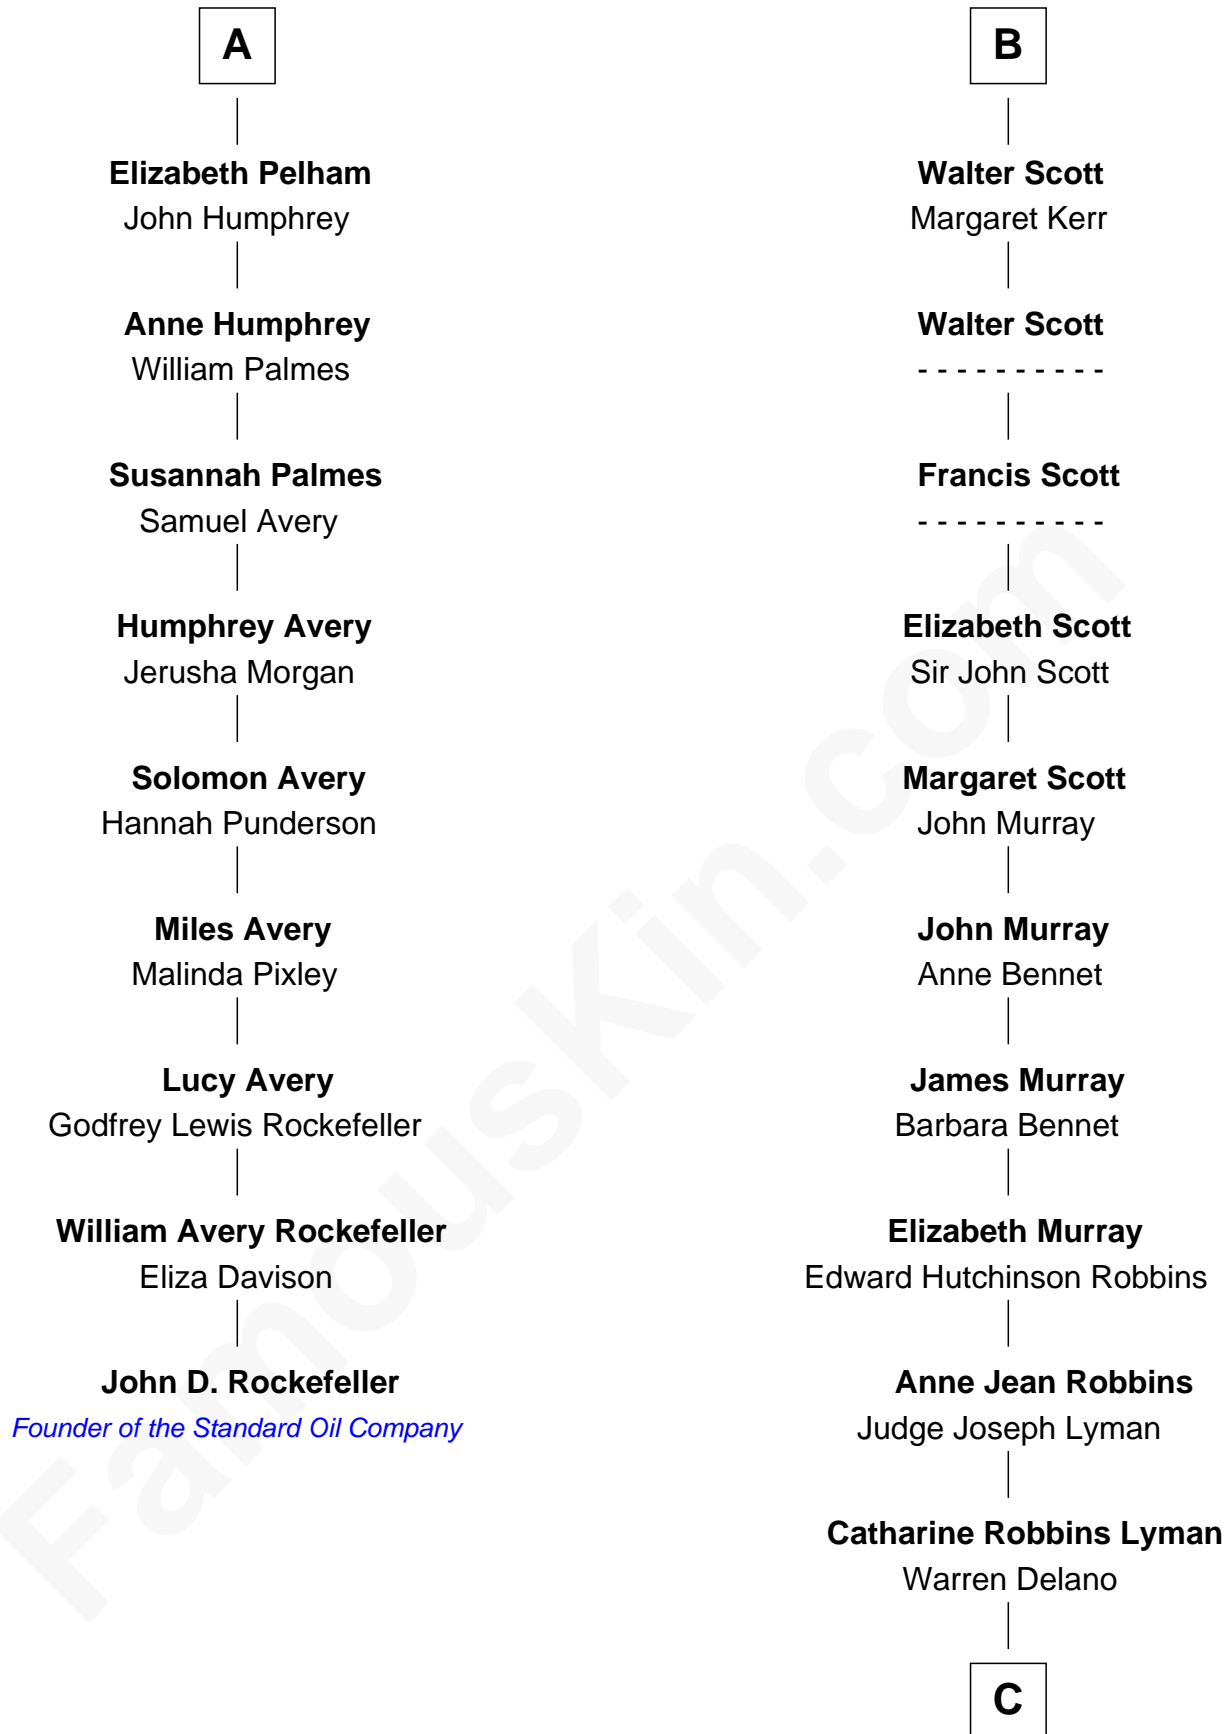 A
Elizabeth Pelham
John Humphrey
Anne Humphrey
William Palmes
Susannah Palmes
Samuel Avery
Humphrey Avery
Jerusha Morgan
Solomon Avery
Hannah Punderson
Miles Avery
Malinda Pixley
Lucy Avery
Godfrey Lewis Rockefeller
William Avery Rockefeller
Eliza Davison
John D. Rockefeller
Founder of the Standard Oil Company
B
Walter Scott
Margaret Kerr
Walter Scott
- - - - - - - - - -
Francis Scott
- - - - - - - - - -
Elizabeth Scott
Sir John Scott
Margaret Scott
John Murray
John Murray
Anne Bennet
James Murray
Barbara Bennet
Elizabeth Murray
Edward Hutchinson Robbins
Anne Jean Robbins
Judge Joseph Lyman
Catharine Robbins Lyman
Warren Delano
C
FamousKin.com